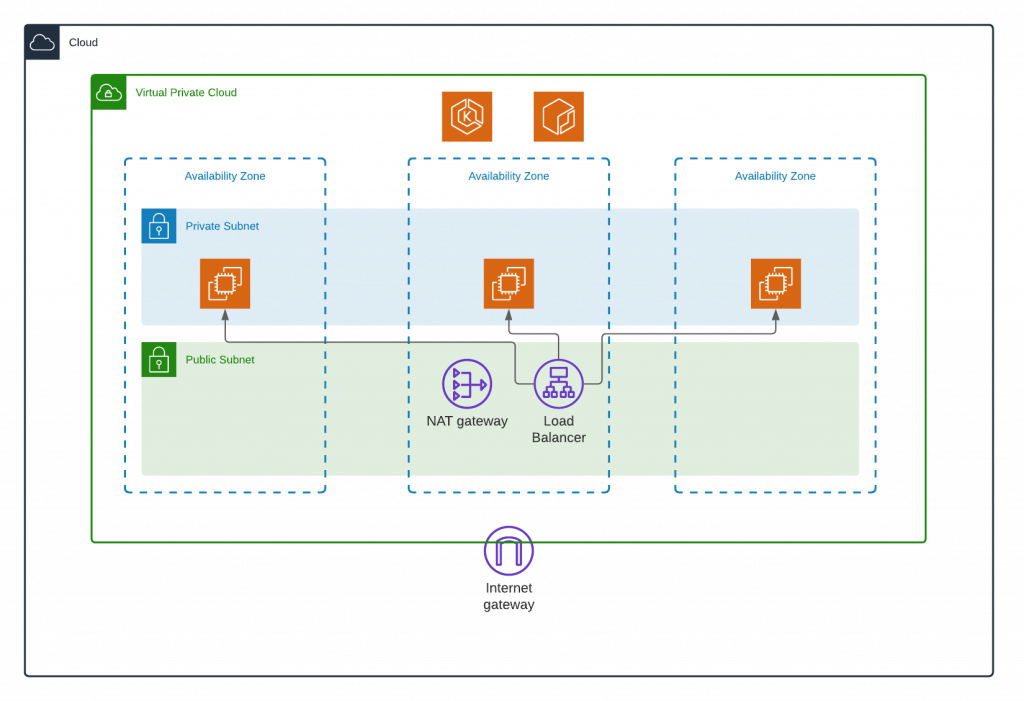 Cloud
Virtual Private Cloud
K
Availability Zone
Availability Zone
Availability Zone
Private Subnet
Public Subnet
NAT gateway
Load
Balancer
Internet
gateway